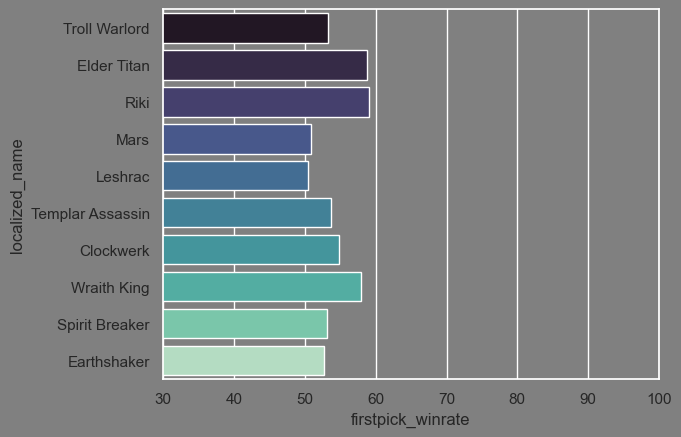 Troll Warlord
Elder Titan
Riki
Mars
Leshrac
Templar Assassin
Clockwerk
Wraith King
Spirit Breaker
Earthshaker
localized_name
30 40 50 60 70 80 90 100
firstpick_winrate